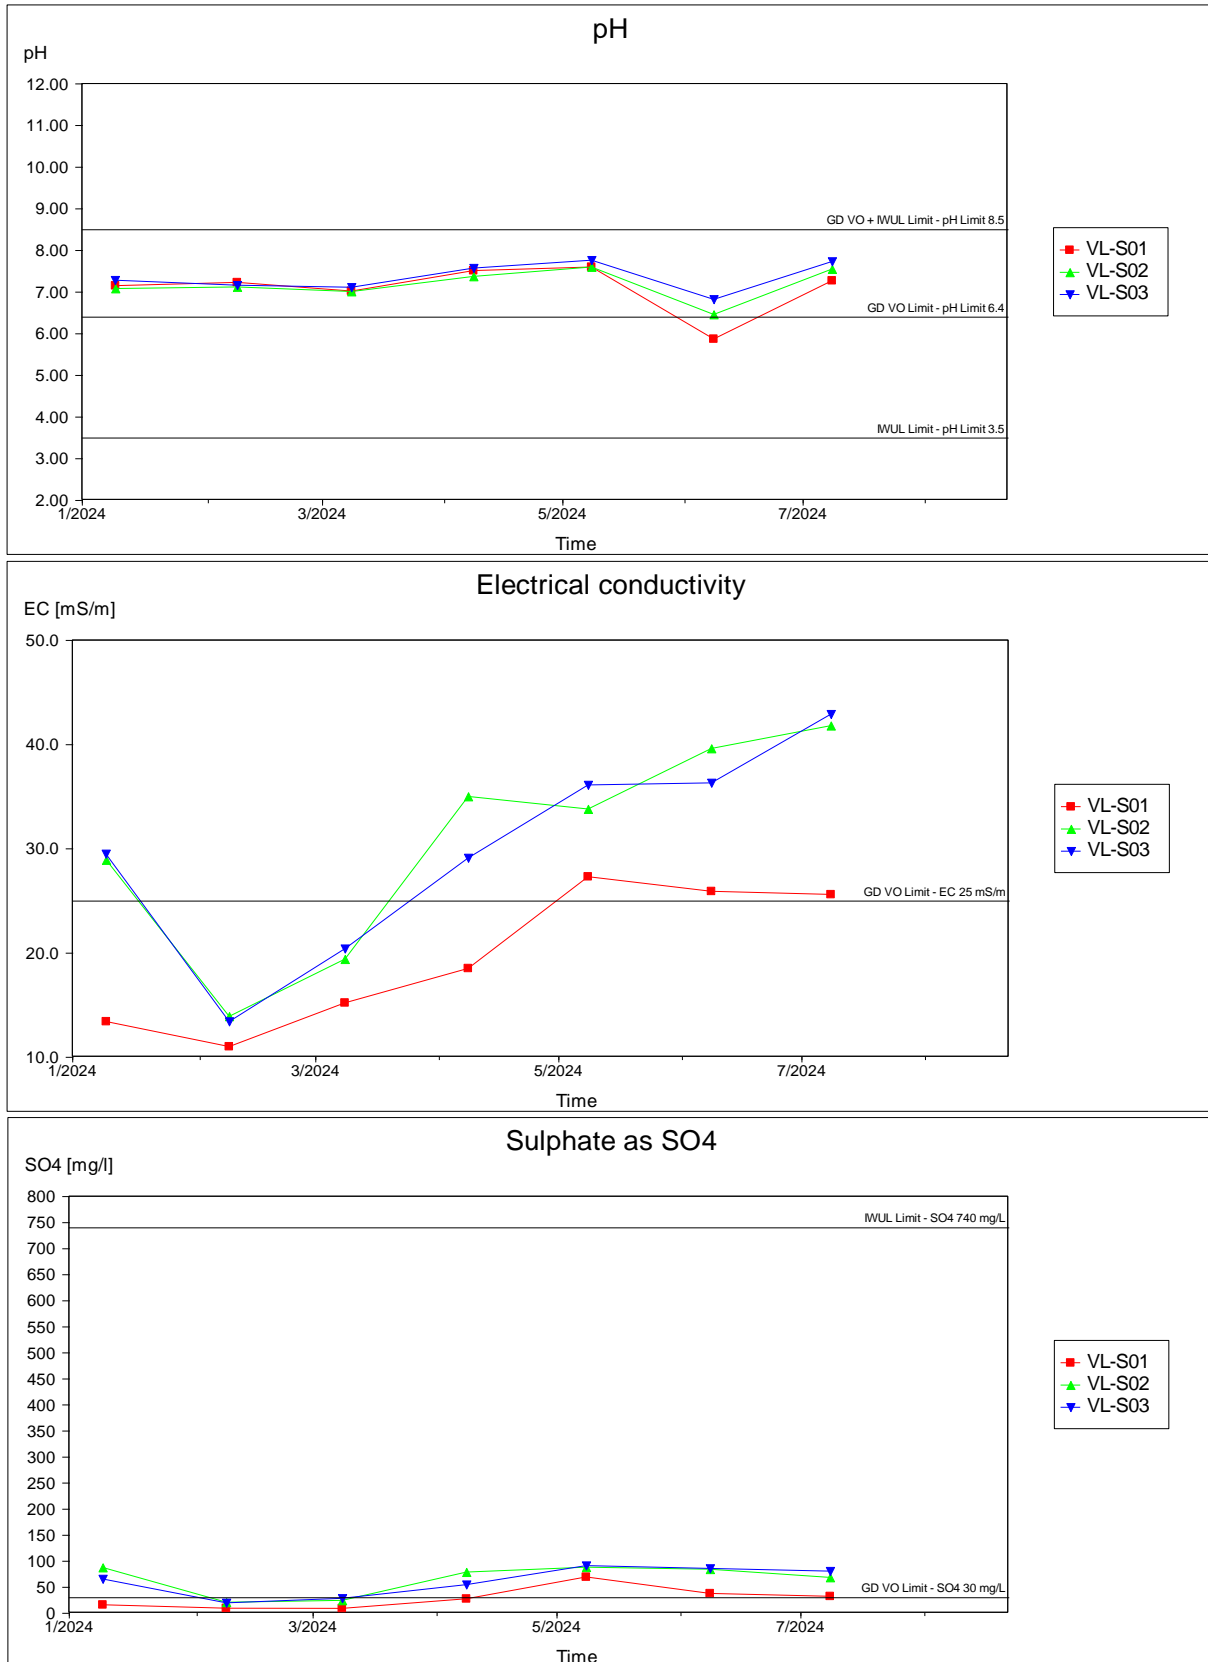 pH
pH
12.00
11.00
10.00
9.00
GD VO + IWUL Limit - pH Limit 8.5
8.00
7.00
GD VO Limit - pH Limit 6.4
6.00
5.00
4.00
IWUL Limit - pH Limit 3.5
3.00
2.00
1/2024 3/2024 5/2024 7/2024
Time
VL-S01
VL-S02
VL-S03
Electrical conductivity
EC [mS/m]
50.0
40.0
30.0
GD VO Limit - EC 25 mS/m
20.0
10.0
1/2024 3/2024 5/2024 7/2024
Time
VL-S01
VL-S02
VL-S03
Sulphate as SO4
SO4 [mg/l]
800
750
IWUL Limit - SO4 740 mg/L
700
650
600
550
500
450
400
350
300
250
200
150
100
50
GD VO Limit - SO4 30 mg/L
0
1/2024 3/2024 5/2024 7/2024
Time
VL-S01
VL-S02
VL-S03